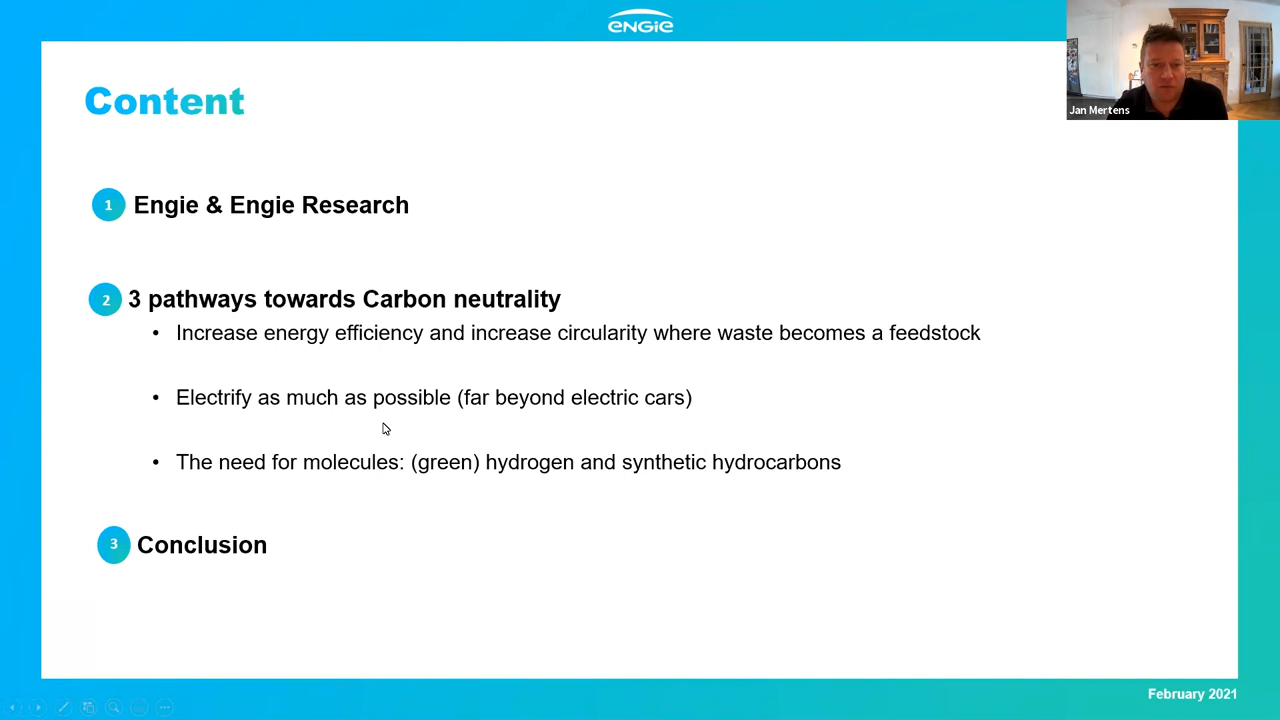 ENGIE
Jan Mertens
Content
1 Engie & Engie Research
2 3 pathways towards Carbon neutrality
• Increase energy efficiency and increase circularity where waste becomes a feedstock
• Electrify as much as possible (far beyond electric cars)
• The need for molecules: (green) hydrogen and synthetic hydrocarbons
3 Conclusion
February 2021